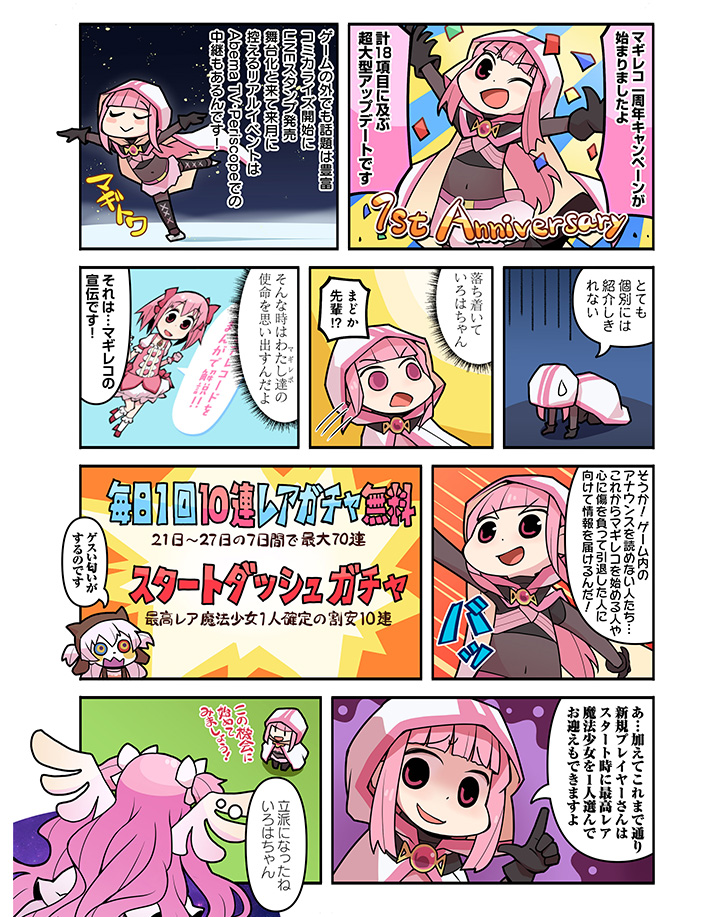 マギレコ一周年キャンペーンが
始まりましたよ
計18項目に及ぶ
超大型アップデートです
1st Anniversary
ゲームの外でも話題は豊富
コミカライズ開始に
LINEスタンプ発売
舞台化と来て来月に
控えるリアルイベントは
Abema TV・Periscopeでの
中継もあるんです！
マギトワ
とても
個別には
紹介しき
れない
落ち着いて
いろはちゃん
まどか
先輩!?
そんな時はわたし達の
使命を思い出すんだよ
マギレポ
それは…マギレコの
宣伝です！
まんがで解説!!
そうか！ゲーム内の
アナウンスを読めない人たち…
これからマギレコを始める人や
心に傷を負って引退した人に
向けて情報を届けるんだ！
バッ
毎日1回10連レアガチャ無料
21日～27日の7日間で最大70連
スタートダッシュガチャ
最高レア魔法少女1人確定の割安10連
ゲスい匂いが
するのです
あ…加えてこれまで通り
新規プレイヤーさんは
スタート時に最高レア
魔法少女を1人選んで
お迎えもできますよ
この機会に
始めて
みましょう！
立派になったね
いろはちゃん